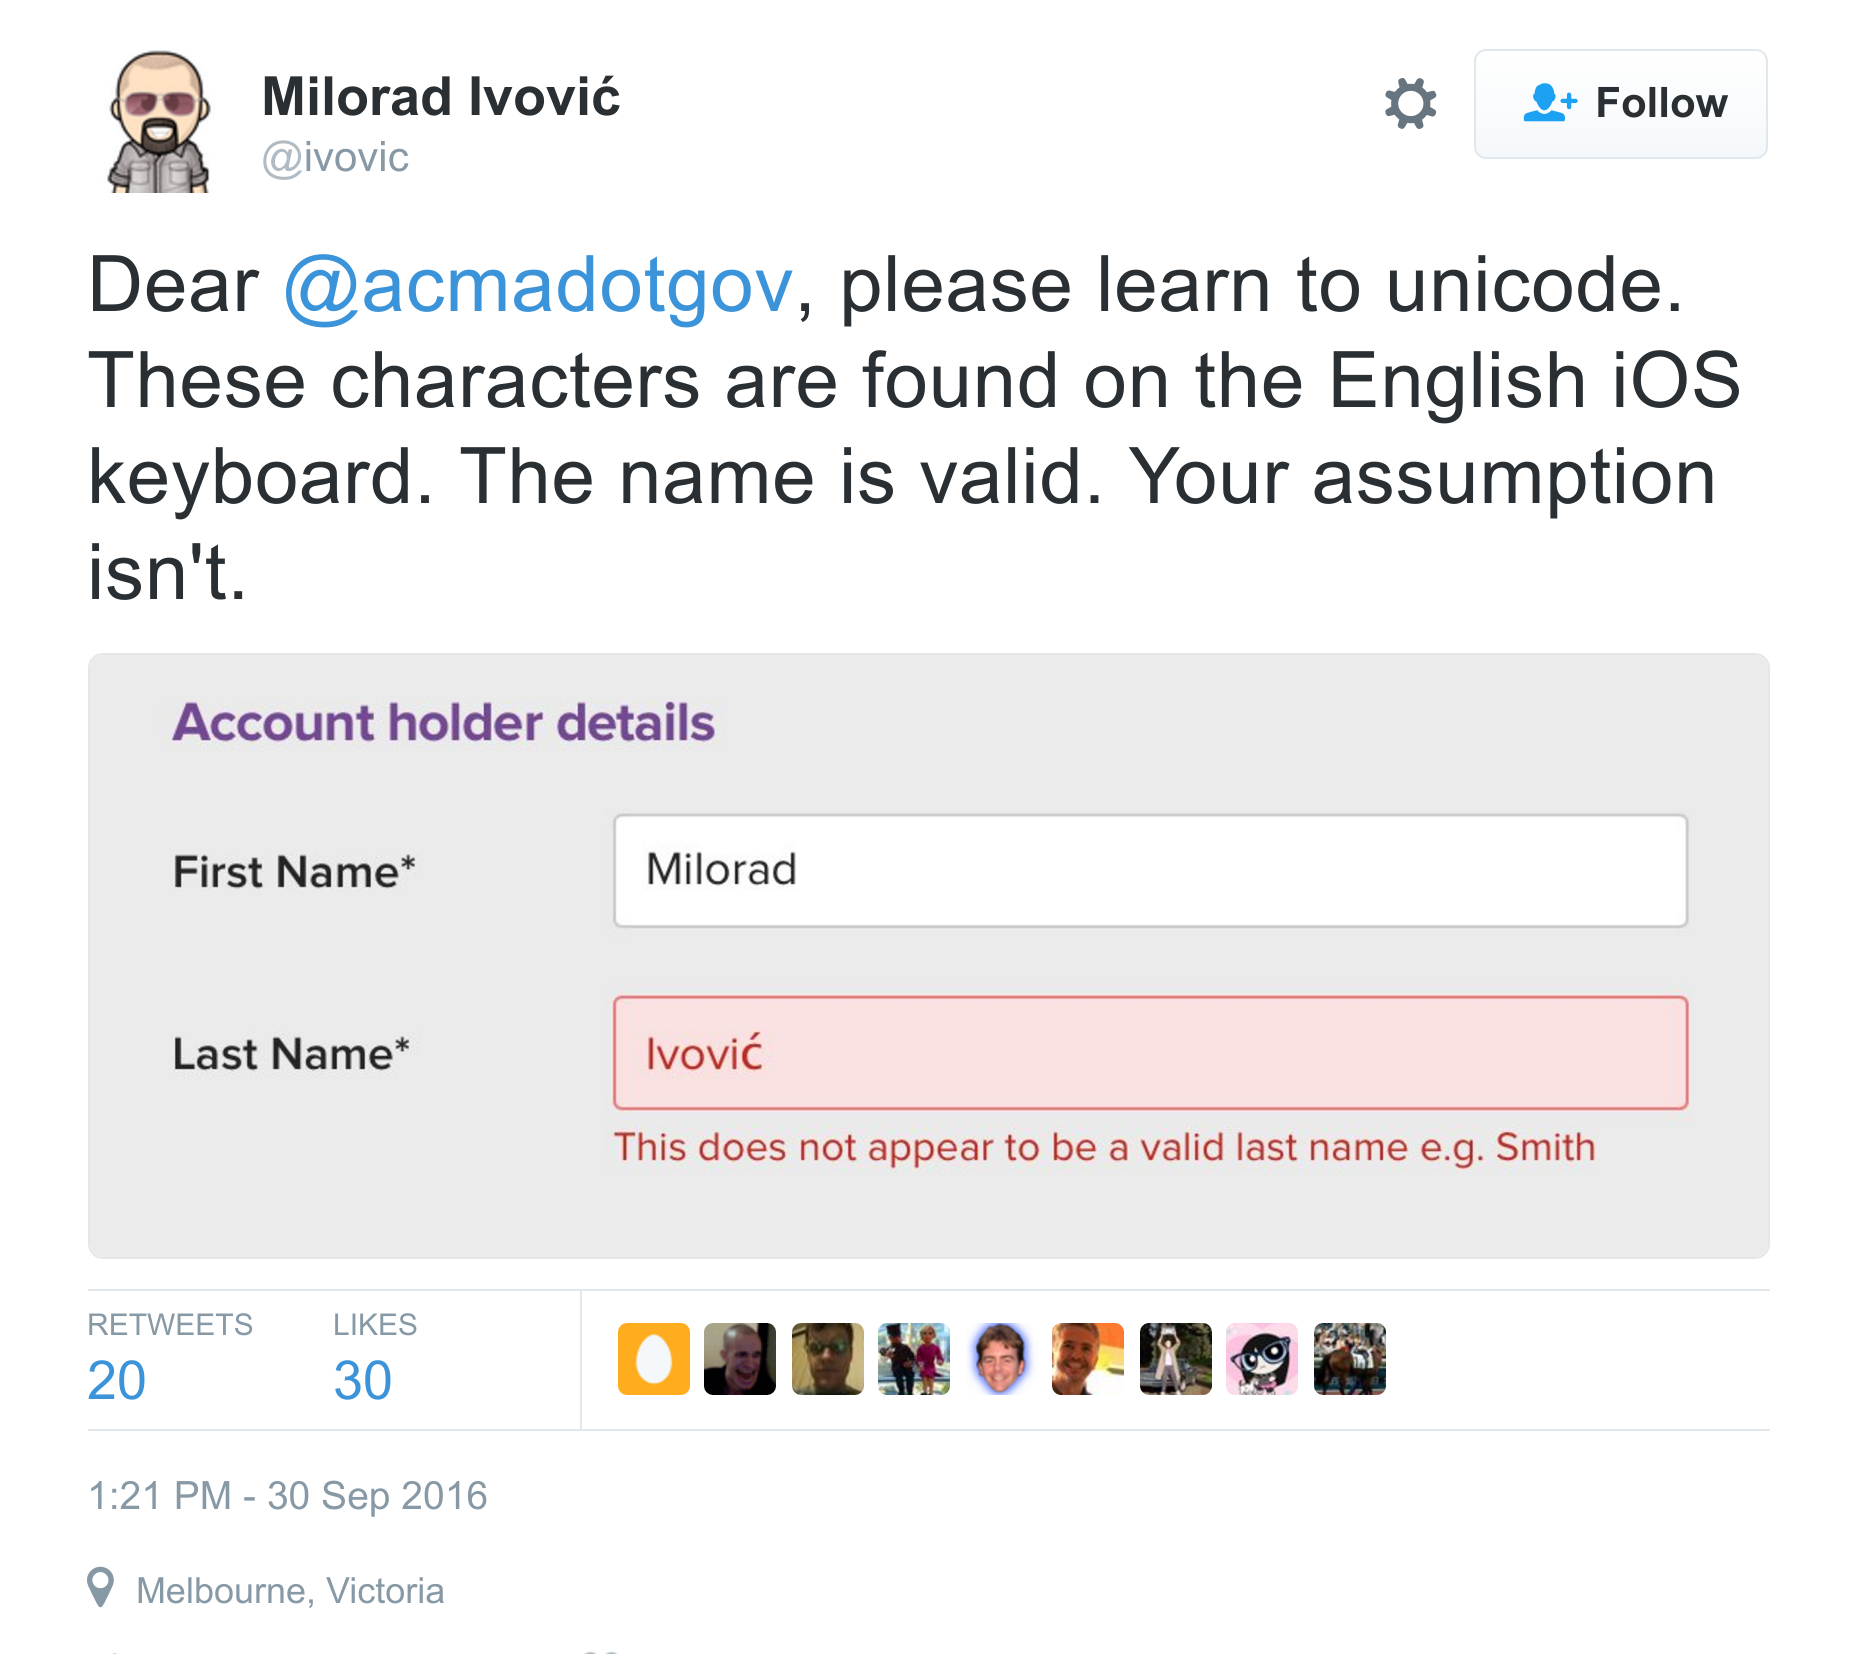 Milorad Ivović
@ivovic
Follow
Dear @acmadotgov, please learn to unicode.
These characters are found on the English iOS
keyboard. The name is valid. Your assumption
isn't.
Account holder details
First Name*
Milorad
Last Name*
Ivović
This does not appear to be a valid last name e.g. Smith
RETWEETS LIKES
20 30
1:21 PM - 30 Sep 2016
Melbourne, Victoria